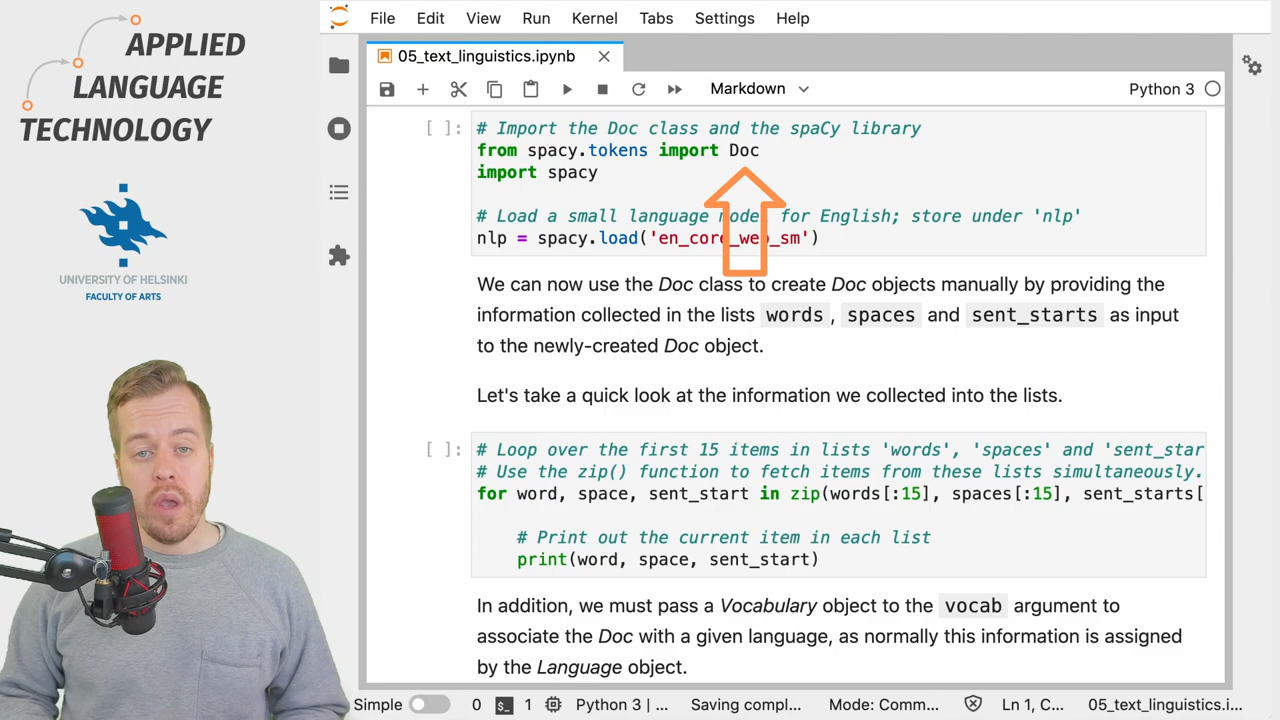 APPLIED
LANGUAGE
TECHNOLOGY
UNIVERSITY OF HELSINKI
FACULTY OF ARTS
File Edit View Run Kernel Tabs Settings Help
05_text_linguistics.ipynb
Markdown
Python 3
[ ]:
# Import the Doc class and the spaCy library
from spacy.tokens import Doc
import spacy
# Load a small language model for English; store under 'nlp'
nlp = spacy.load('en_core_web_sm')
We can now use the Doc class to create Doc objects manually by providing the
information collected in the lists words, spaces and sent_starts as input
to the newly-created Doc object.
Let's take a quick look at the information we collected into the lists.
[ ]:
# Loop over the first 15 items in lists 'words', 'spaces' and 'sent_star
# Use the zip() function to fetch items from these lists simultaneously.
for word, space, sent_start in zip(words[:15], spaces[:15], sent_starts[
# Print out the current item in each list
print(word, space, sent_start)
In addition, we must pass a Vocabulary object to the vocab argument to
associate the Doc with a given language, as normally this information is assigned
by the Language object.
Simple 0 $_ 1 Python 3 | ... Saving compl... Mode: Comm... Ln 1, C... 05_text_linguistics.i...